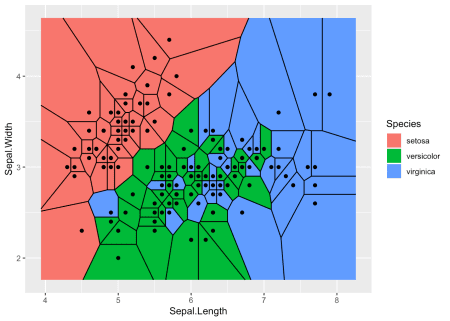 4
3
2
Sepal.Width
4
5
6
7
8
Sepal.Length
Species
setosa
versicolor
virginica